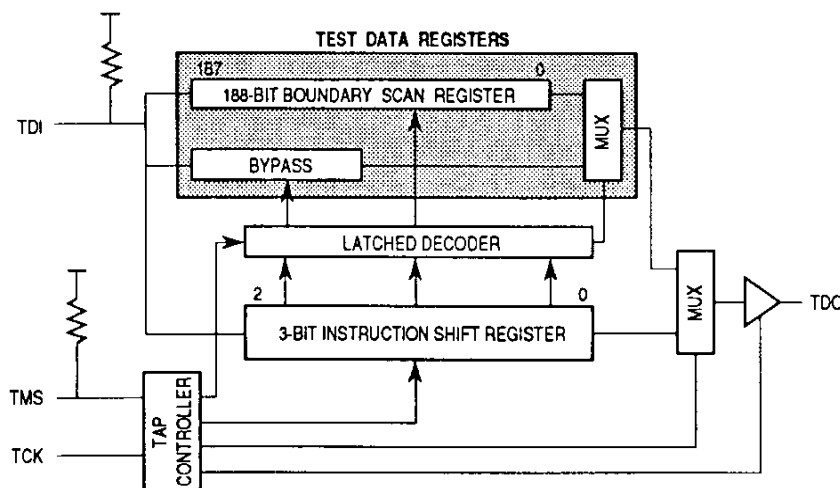 TEST DATA REGISTERS
187 0
188-BIT BOUNDARY SCAN REGISTER
TDI
MUX
BYPASS
LATCHED DECODER
2 0
3-BIT INSTRUCTION SHIFT REGISTER
MUX
TDO
TMS
TAP CONTROLLER
TCK